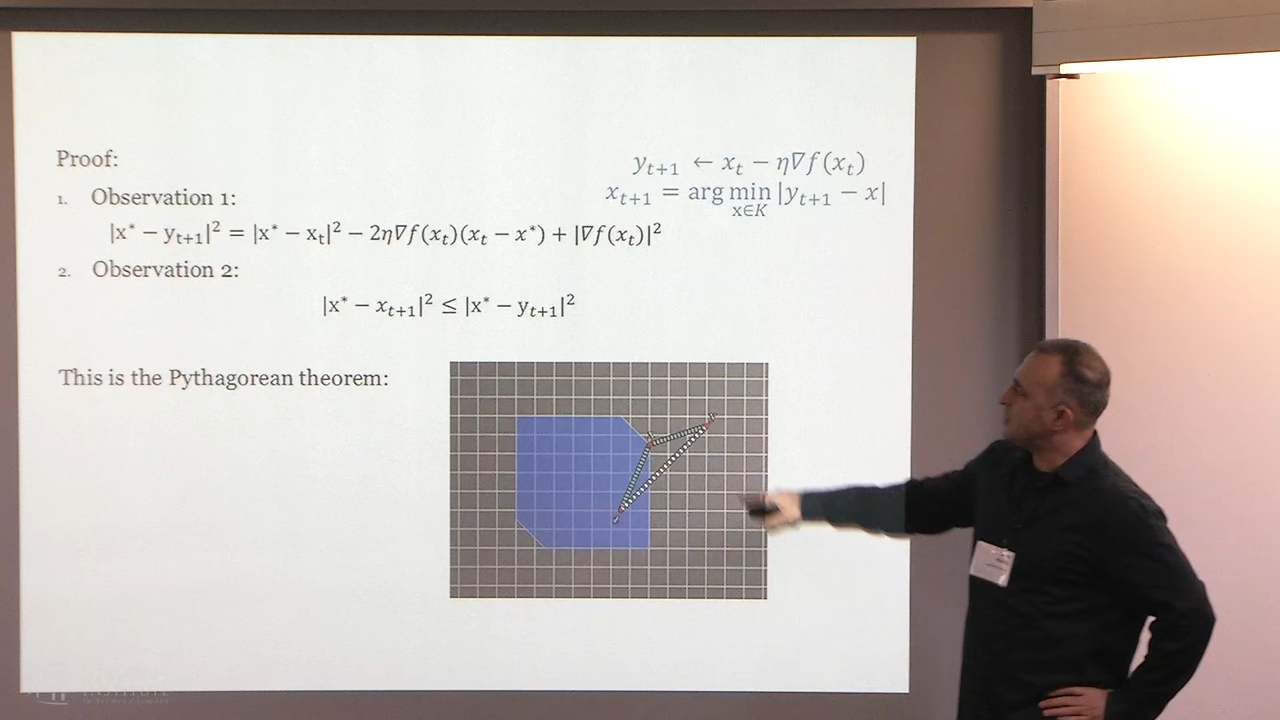 Proof:
y_{t+1} ← x_t − η∇f(x_t)
1. Observation 1:
x_{t+1} = arg min_{x∈K} |y_{t+1} − x|
|x* − y_{t+1}|² = |x* − x_t|² − 2η∇f(x_t)(x_t − x*) + |∇f(x_t)|²
2. Observation 2:
|x* − x_{t+1}|² ≤ |x* − y_{t+1}|²
This is the Pythagorean theorem:
INSTITUTE